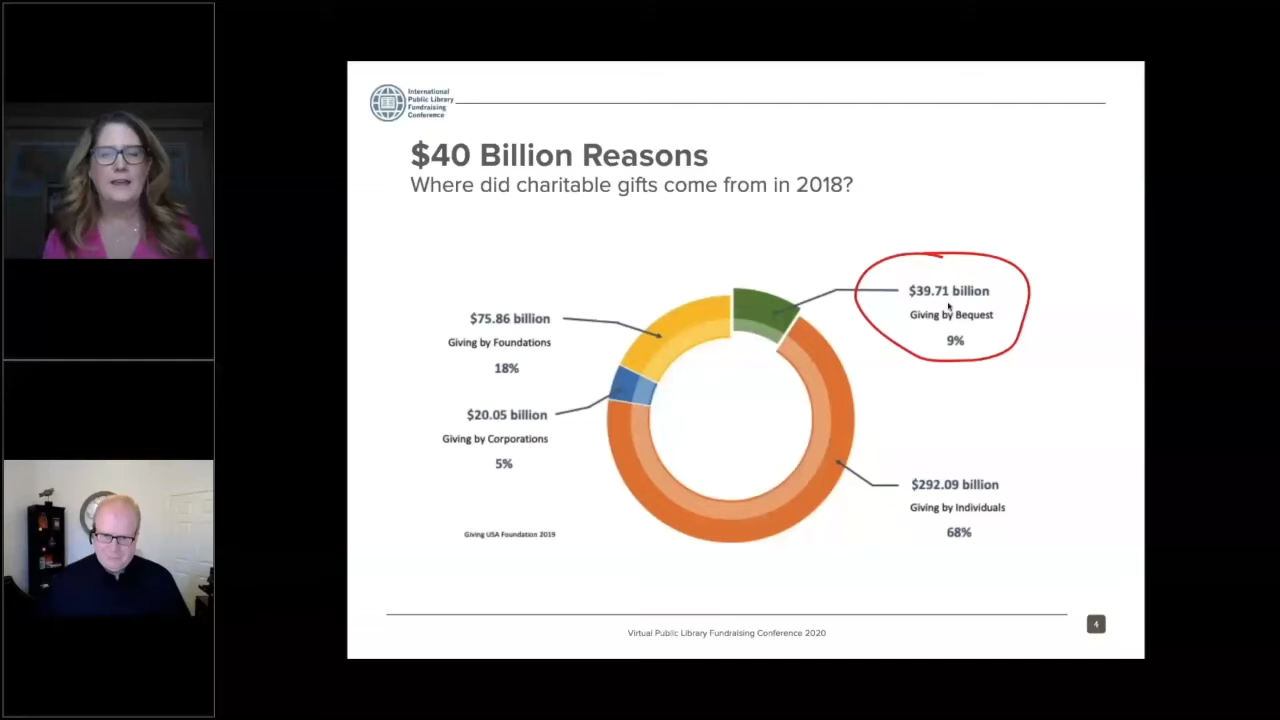 International
Public Library
Fundraising
Conference
$40 Billion Reasons
Where did charitable gifts come from in 2018?
$39.71 billion
Giving by Bequest
9%
$75.86 billion
Giving by Foundations
18%
$20.05 billion
Giving by Corporations
5%
$292.09 billion
Giving by Individuals
68%
Giving USA Foundation 2019
Virtual Public Library Fundraising Conference 2020
4